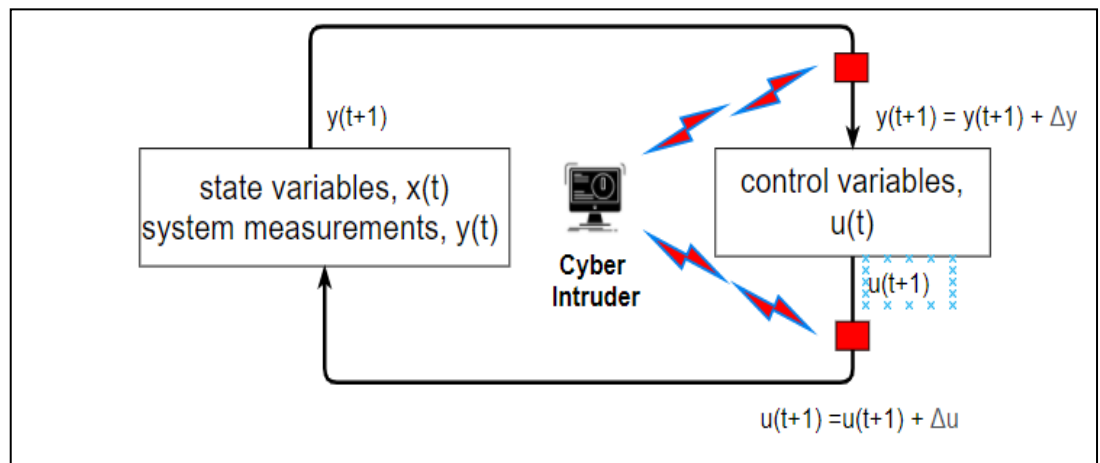 y(t+1)
y(t+1) = y(t+1) + Δy
state variables, x(t)
system measurements, y(t)
control variables,
u(t)
Cyber
Intruder
u(t+1)
u(t+1) =u(t+1) + Δu